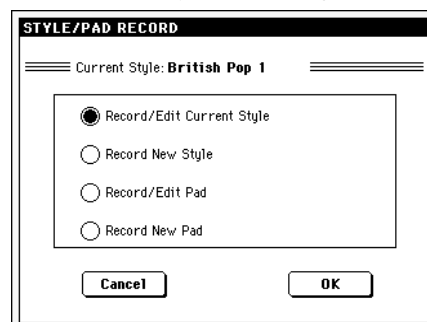 STYLE/PAD RECORD
Current Style: British Pop 1
Record/Edit Current Style
Record New Style
Record/Edit Pad
Record New Pad
Cancel OK